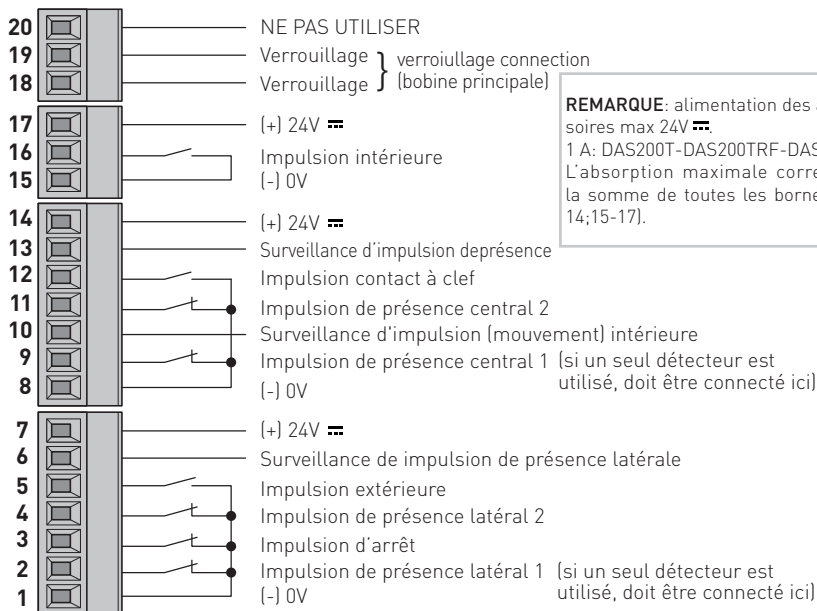 20 NE PAS UTILISER
19 Verrouillage
18 Verrouillage
verroiullage connection
(bobine principale)
17 (+) 24V
16 Impulsion intérieure
15 (-) 0V
REMARQUE: alimentation des
soires max 24V
1 A: DAS200T-DAS200TRF-DAS
L'absorption maximale corre
la somme de toutes les borne
14;15-17).
14 (+) 24V
13 Surveillance d'impulsion deprésence
12 Impulsion contact à clef
11 Impulsion de présence central 2
10 Surveillance d'impulsion (mouvement) intérieure
9 Impulsion de présence central 1 (si un seul détecteur est
utilisé, doit être connecté ici)
8 (-) 0V
7 (+) 24V
6 Surveillance de impulsion de présence latérale
5 Impulsion extérieure
4 Impulsion de présence latéral 2
3 Impulsion d'arrêt
2 Impulsion de présence latéral 1 (si un seul détecteur est
utilisé, doit être connecté ici)
1 (-) 0V